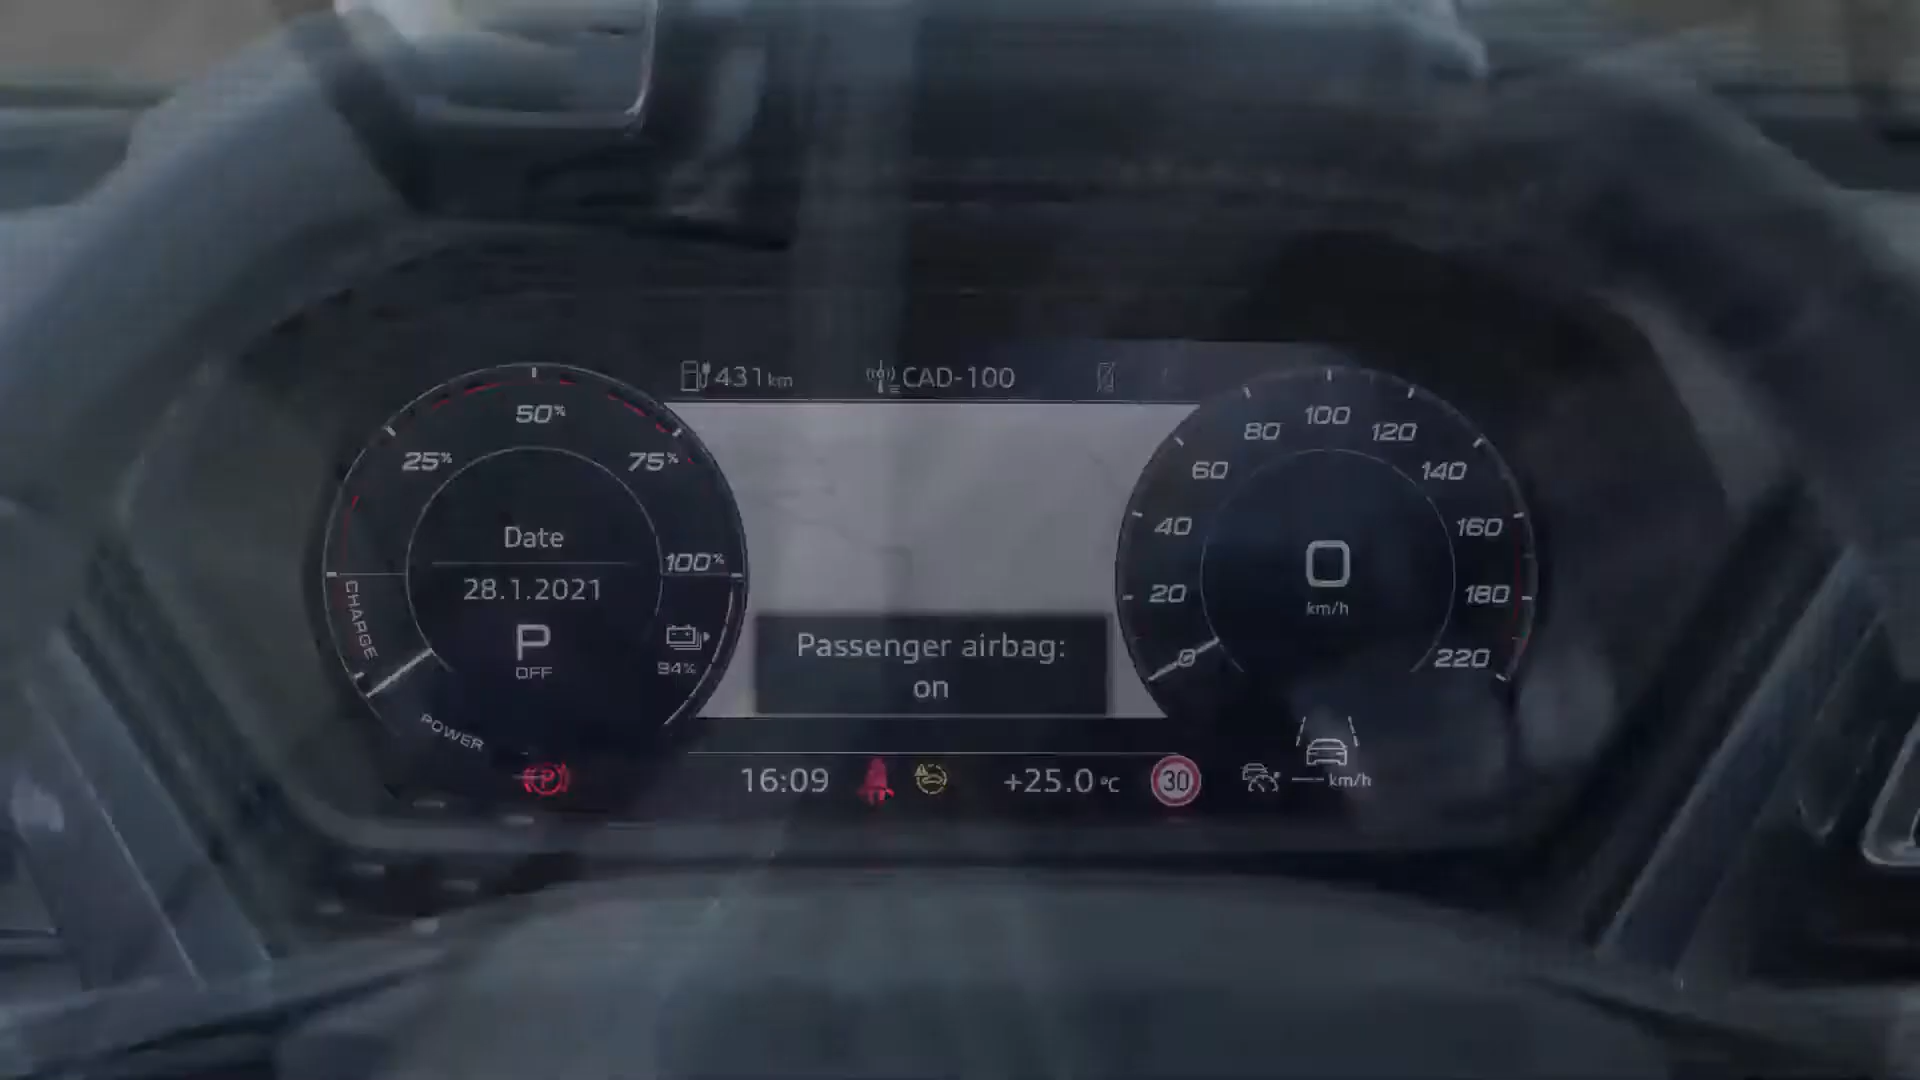 431 km
CAD-100
25%
50%
75%
100%
CHARGE
POWER
Date
28.1.2021
P
OFF
94%
Passenger airbag:
on
0
20
40
60
80
100
120
140
160
180
220
0
km/h
P
16:09
+25.0 °C
30
--- km/h